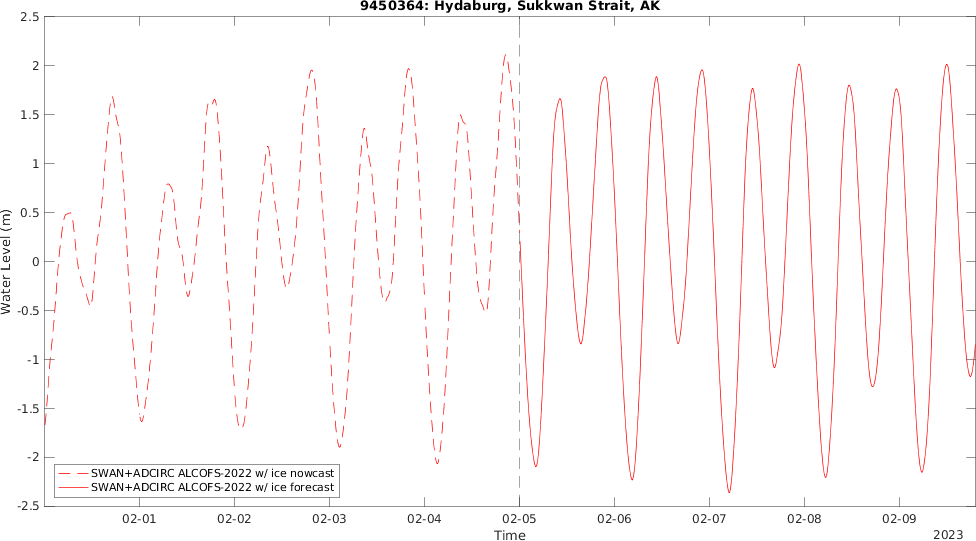 9450364: Hydaburg, Sukkwan Strait, AK
Water Level (m)
2.5
2
1.5
1
0.5
0
-0.5
-1
-1.5
-2
-2.5
SWAN+ADCIRC ALCOFS-2022 w/ ice nowcast
SWAN+ADCIRC ALCOFS-2022 w/ ice forecast
02-01 02-02 02-03 02-04 02-05 02-06 02-07 02-08 02-09
Time
2023